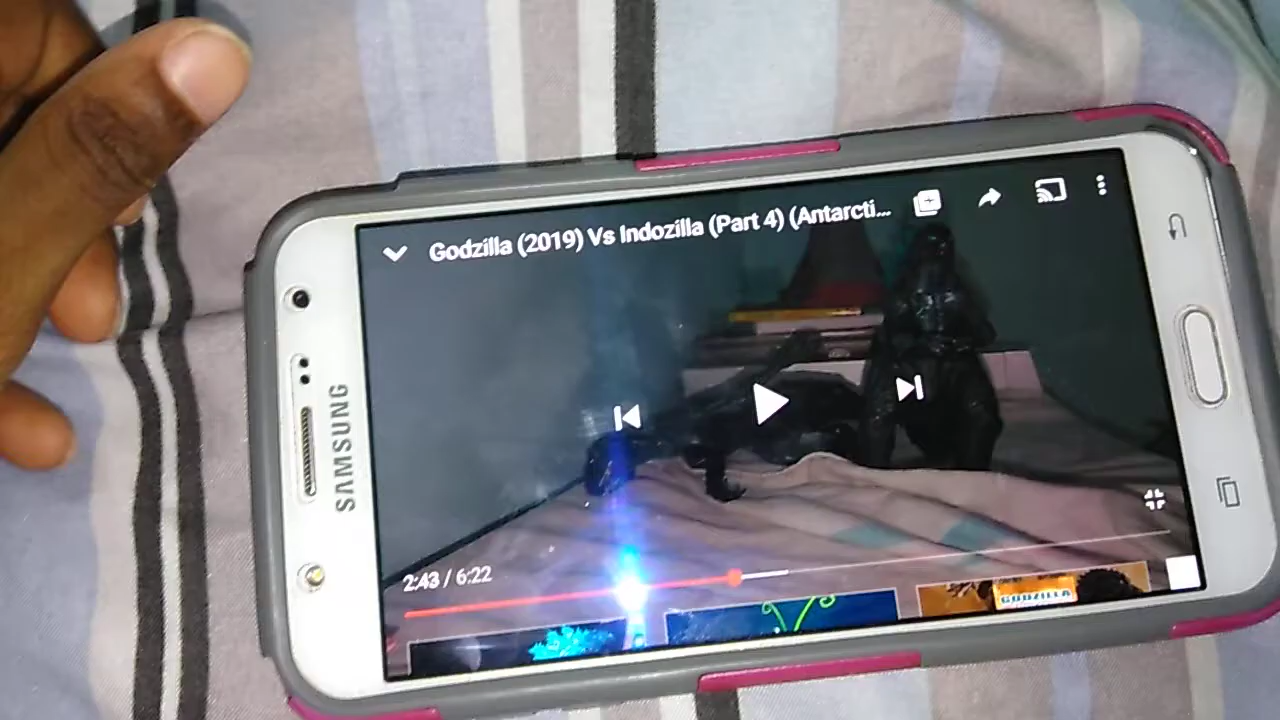 Godzilla (2019) Vs Indozilla (Part 4) (Antarcti...
SAMSUNG
2:43 / 6:22
GODZILLA